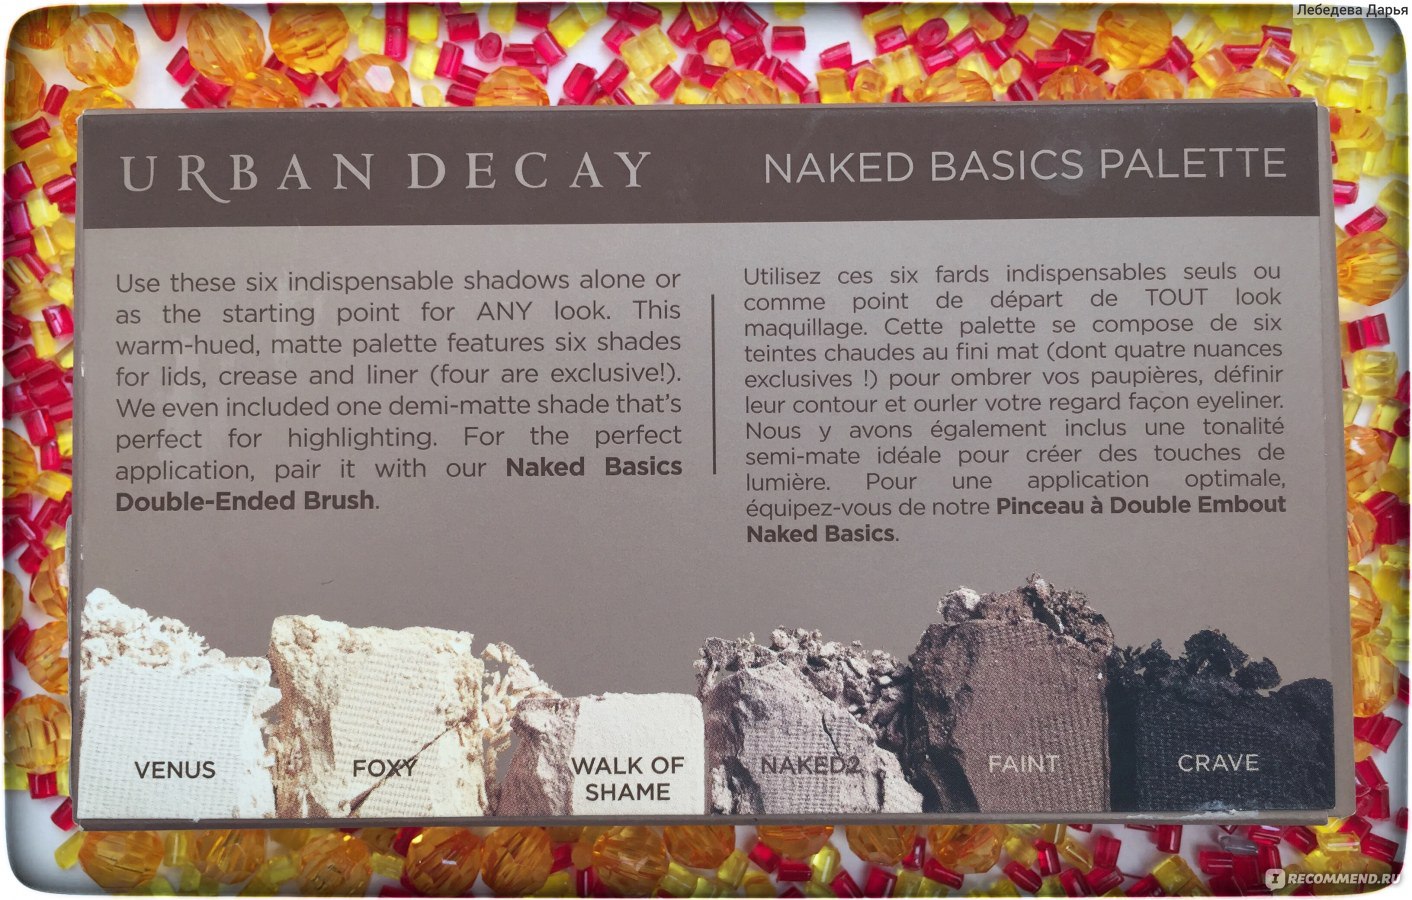 Лебедева Дарья
URBAN DECAY
NAKED BASICS PALETTE
Use these six indispensable shadows alone or
as the starting point for ANY look. This
warm-hued, matte palette features six shades
for lids, crease and liner (four are exclusive!).
We even included one demi-matte shade that's
perfect for highlighting. For the perfect
application, pair it with our Naked Basics
Double-Ended Brush.
Utilisez ces six fards indispensables seuls ou
comme point de départ de TOUT look
maquillage. Cette palette se compose de six
teintes chaudes au fini mat (dont quatre nuances
exclusives !) pour ombrer vos paupières, définir
leur contour et ourler votre regard façon eyeliner.
Nous y avons également inclus une tonalité
semi-mate idéale pour créer des touches de
lumière. Pour une application optimale,
équipez-vous de notre Pinceau à Double Embout
Naked Basics.
VENUS
FOXY
WALK OF
SHAME
NAKED2
FAINT
CRAVE
IRECOMMEND.RU